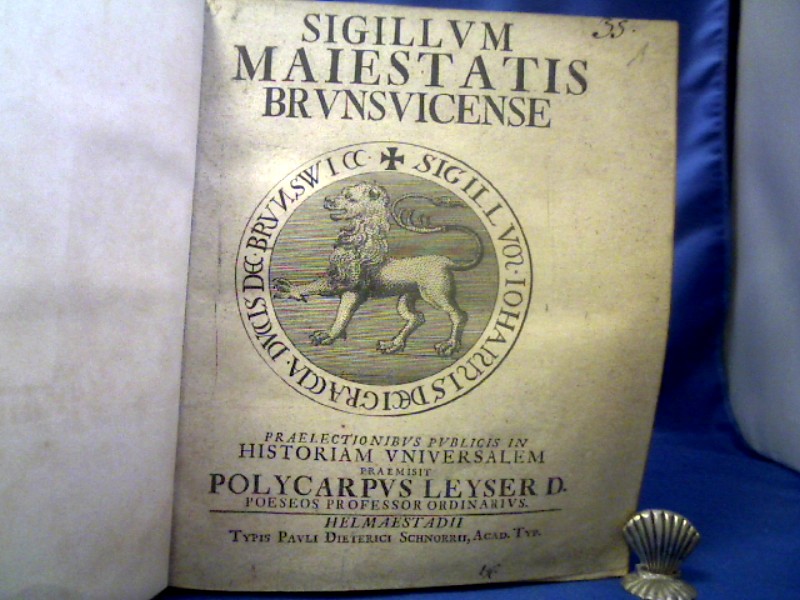 35.
SIGILLVM
MAIESTATIS
BRVNSVICENSE
✠ SIGILLVM · IOHANNIS DEI GRACIA · DVCIS DE · BRVNSWICC ·
PRAELECTIONIBVS PVBLICIS IN
HISTORIAM VNIVERSALEM
PRAEMISIT
POLYCARPVS LEYSER D.
POESEOS PROFESSOR ORDINARIVS.
HELMAESTADII
TYPIS PAVLI DIETERICI SCHNORRII, ACAD. TYP.